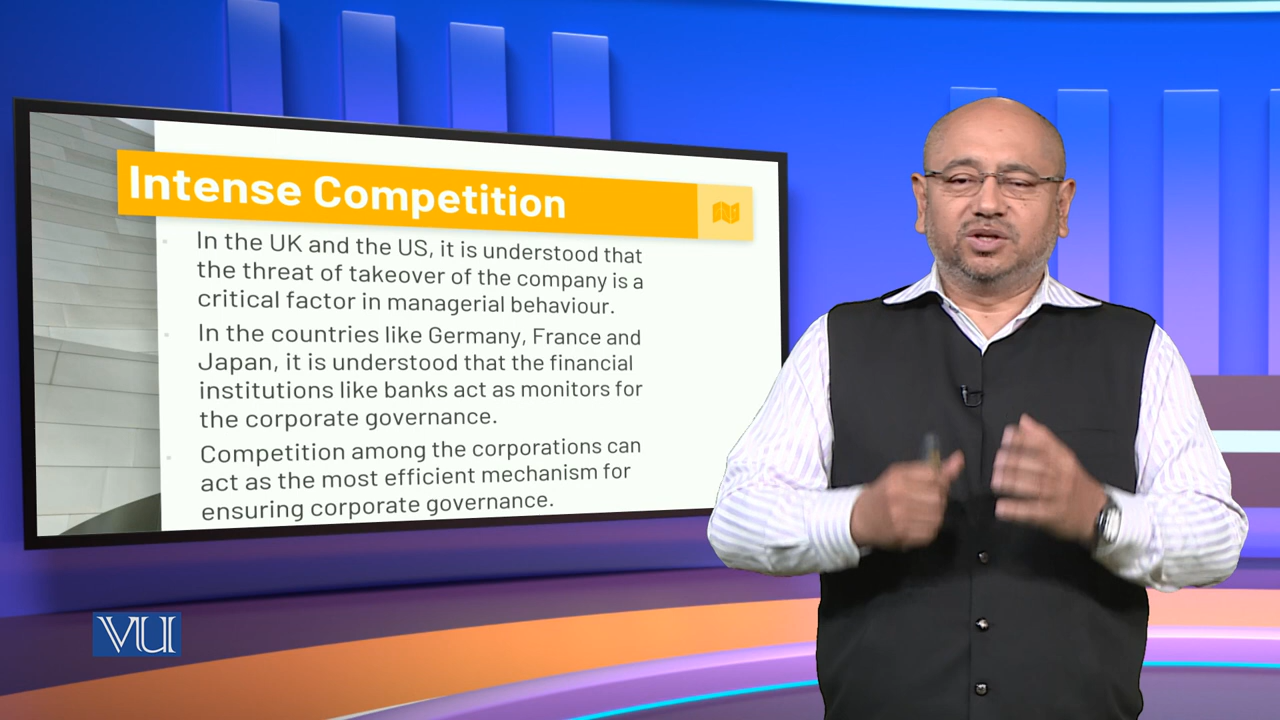 Intense Competition
In the UK and the US, it is understood that
the threat of takeover of the company is a
critical factor in managerial behaviour.
In the countries like Germany, France and
Japan, it is understood that the financial
institutions like banks act as monitors for
the corporate governance.
Competition among the corporations can
act as the most efficient mechanism for
ensuring corporate governance.
VU